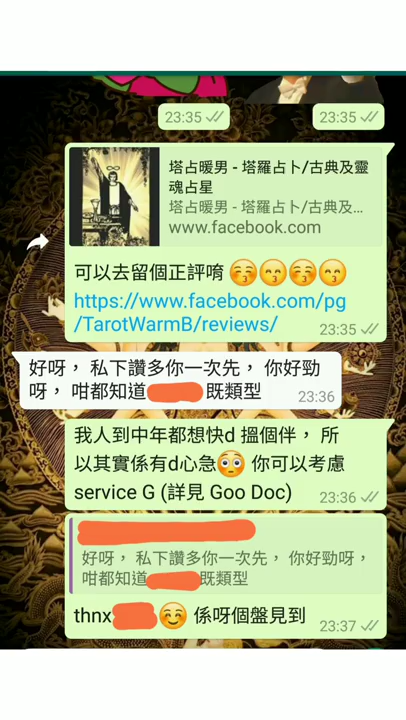 23:35
23:35
塔占暖男 - 塔羅占卜/古典及靈
魂占星
塔占暖男 - 塔羅占卜/古典及…
www.facebook.com
可以去留個正評唷 😚😙😚😙
https://www.facebook.com/pg
/TarotWarmB/reviews/
23:35
好呀， 私下讚多你一次先， 你好勁
呀， 咁都知道 既類型
23:36
我人到中年都想快d 搵個伴， 所
以其實係有d心急😳 你可以考慮
service G (詳見 Goo Doc)
23:36
好呀， 私下讚多你一次先， 你好勁呀，
咁都知道 既類型
thnx ☺️ 係呀個盤見到
23:37